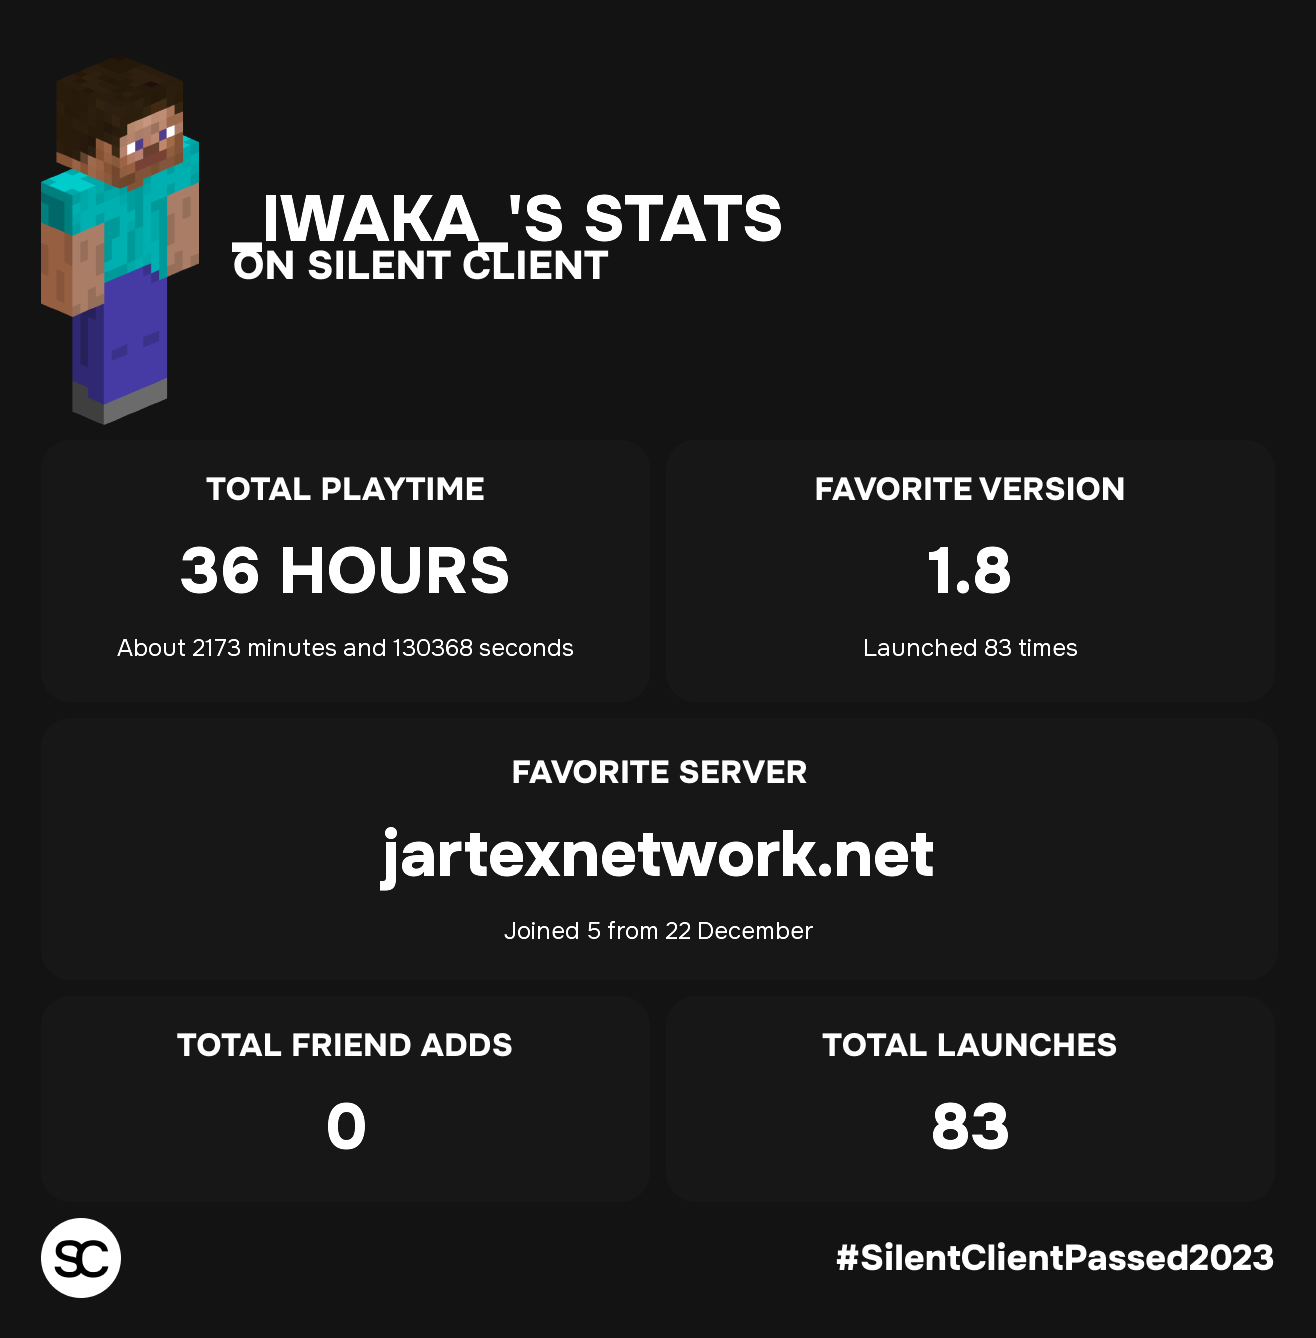 _IWAKA_'S STATS
ON SILENT CLIENT
TOTAL PLAYTIME
36 HOURS
About 2173 minutes and 130368 seconds
FAVORITE VERSION
1.8
Launched 83 times
FAVORITE SERVER
jartexnetwork.net
Joined 5 from 22 December
TOTAL FRIEND ADDS
0
TOTAL LAUNCHES
83
SC
#SilentClientPassed2023